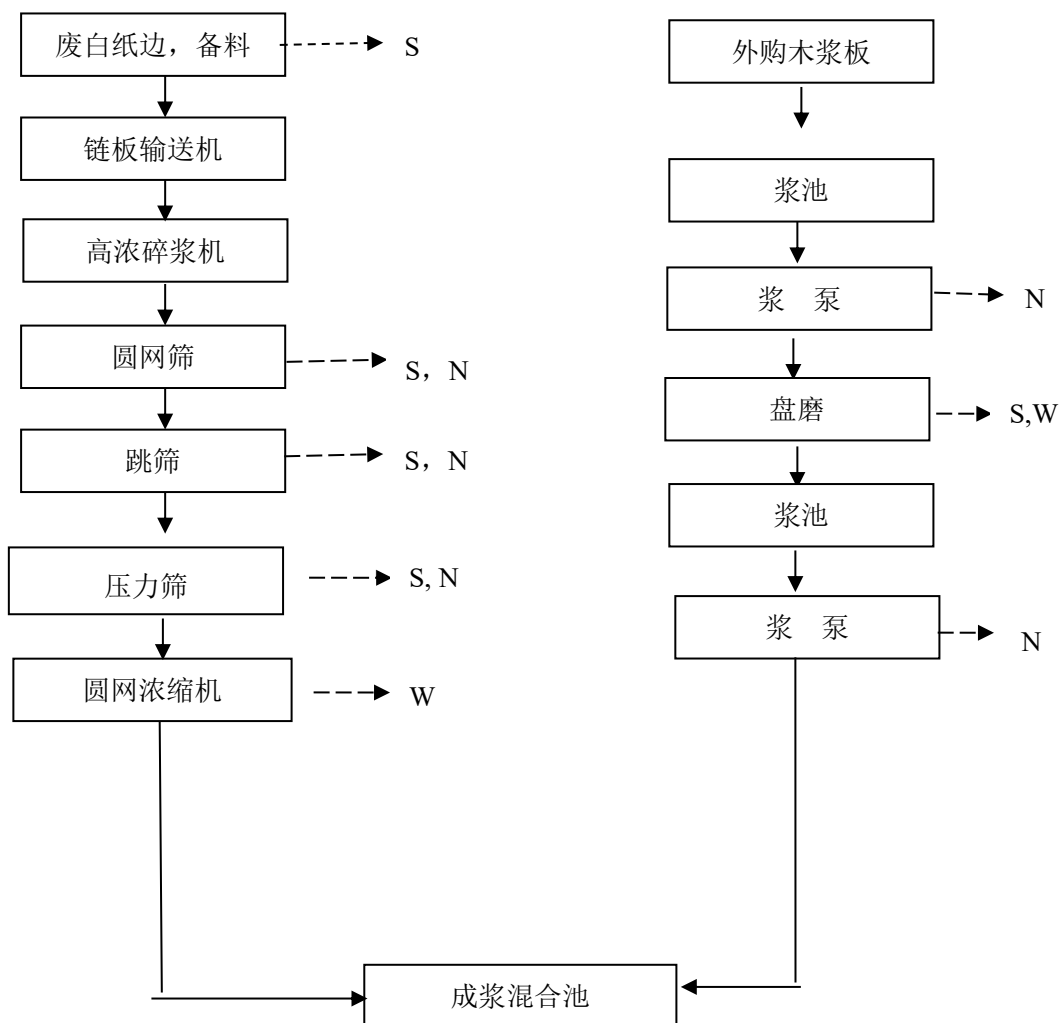 废白纸边，备料
S
链板输送机
高浓碎浆机
圆网筛
S，N
跳筛
S，N
压力筛
S, N
圆网浓缩机
W
外购木浆板
浆池
浆 泵
N
盘磨
S,W
浆池
浆 泵
N
成浆混合池